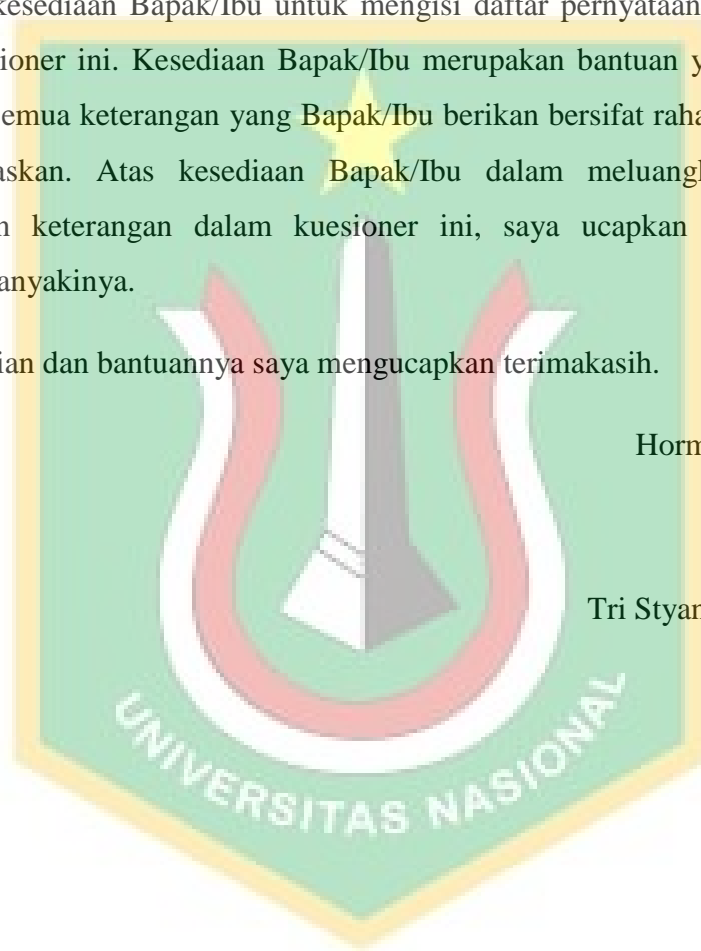 kesediaan Bapak/Ibu untuk mengisi daftar pernyataan
ioner ini. Kesediaan Bapak/Ibu merupakan bantuan
emua keterangan yang Bapak/Ibu berikan bersifat raha
askan. Atas kesediaan Bapak/Ibu dalam meluang
n keterangan dalam kuesioner ini, saya ucapkan
anyakinya.
ian dan bantuannya saya mengucapkan terimakasih.
Horm
Tri Styan
UNIVERSITAS NASIONAL